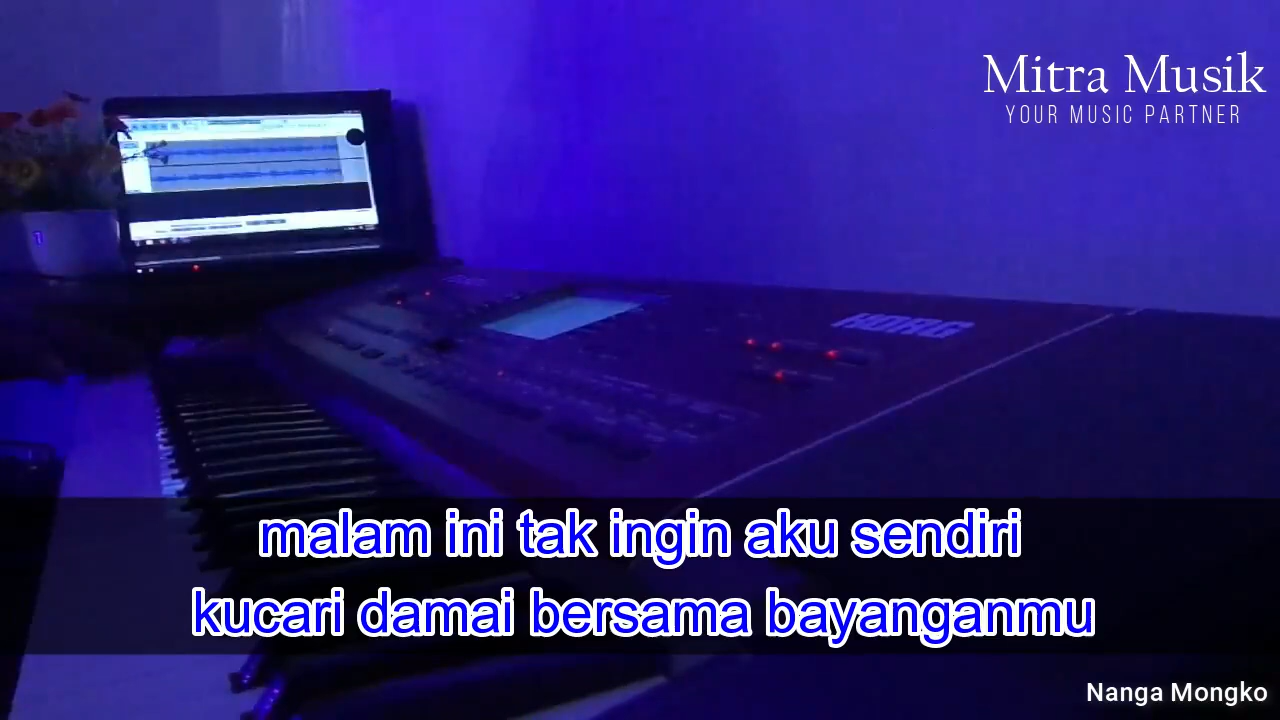 Mitra Musik
YOUR MUSIC PARTNER
KORG
malam ini tak ingin aku sendiri
kucari damai bersama bayanganmu
Nanga Mongko